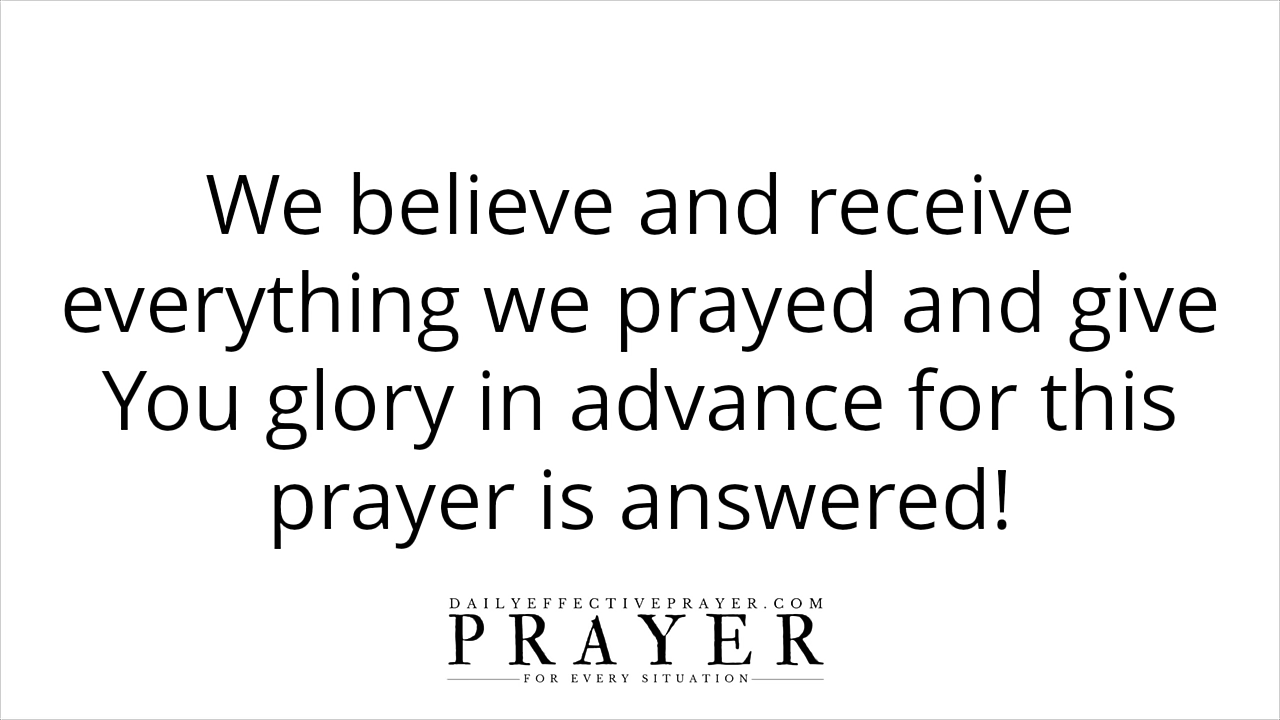 We believe and receive
everything we prayed and give
You glory in advance for this
prayer is answered!
DAILYEFFECTIVEPRAYER.COM
PRAYER
FOR EVERY SITUATION